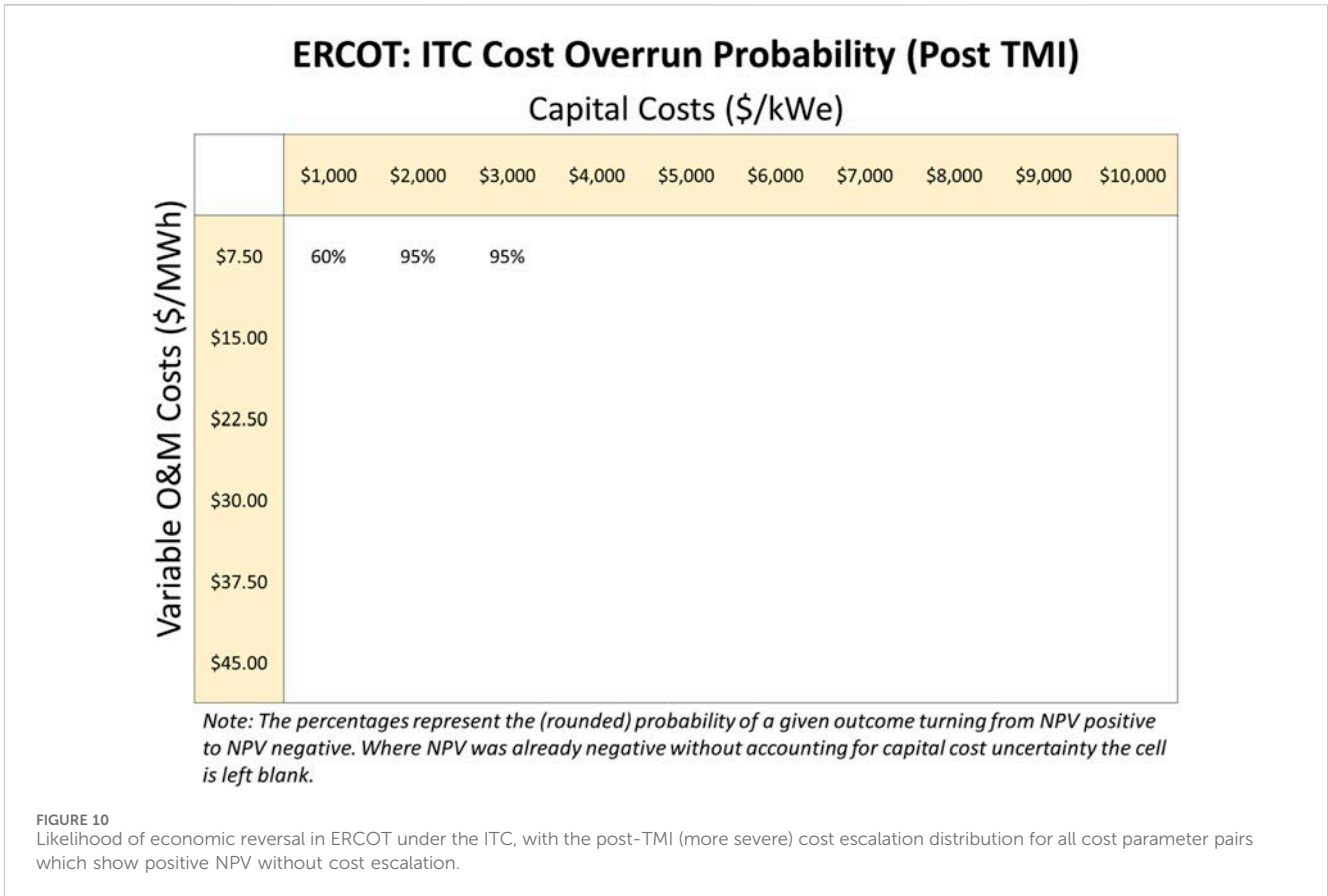 ERCOT: ITC Cost Overrun Probability (Post TMI)
Capital Costs ($/kWe)
Variable O&M Costs ($/MWh)
$1,000 $2,000 $3,000 $4,000 $5,000 $6,000 $7,000 $8,000 $9,000 $10,000
$7.50 60% 95% 95%
$15.00
$22.50
$30.00
$37.50
$45.00
Note: The percentages represent the (rounded) probability of a given outcome turning from NPV positive
to NPV negative. Where NPV was already negative without accounting for capital cost uncertainty the cell
is left blank.
FIGURE 10
Likelihood of economic reversal in ERCOT under the ITC, with the post-TMI (more severe) cost escalation distribution for all cost parameter pairs
which show positive NPV without cost escalation.